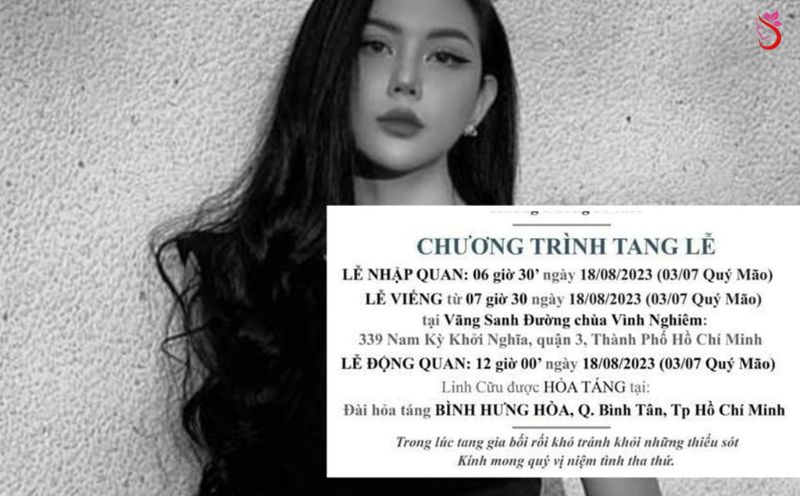 CHƯƠNG TRÌNH TANG LỄ
LỄ NHẬP QUAN: 06 giờ 30’ ngày 18/08/2023 (03/07 Quý Mão)
LỄ VIẾNG từ 07 giờ 30 ngày 18/08/2023 (03/07 Quý Mão)
tại Vãng Sanh Đường chùa Vình Nghiêm:
339 Nam Kỳ Khởi Nghĩa, quận 3, Thành Phố Hồ Chí Minh
LỄ ĐỘNG QUAN: 12 giờ 00’ ngày 18/08/2023 (03/07 Quý Mão)
Linh Cữu được HỎA TÁNG tại:
Đài hỏa táng BÌNH HƯNG HÒA, Q. Bình Tân, Tp Hồ Chí Minh
Trong lúc tang gia bối rối khó tránh khỏi những thiếu sót
Kính mong quý vị niệm tình tha thứ.